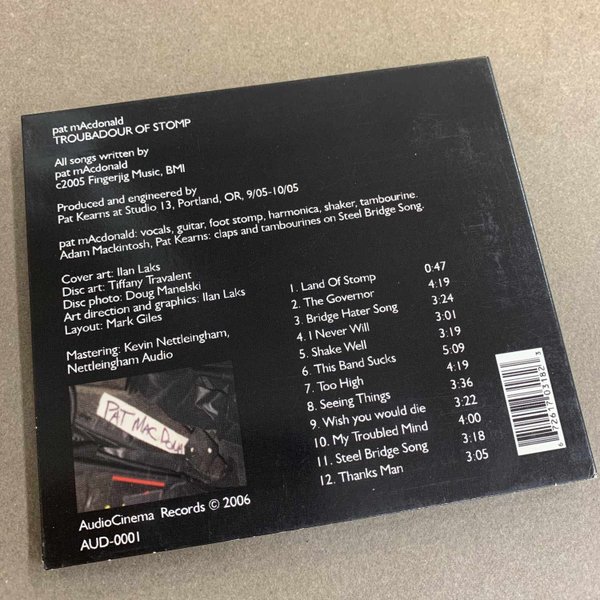 pat mAcdonald
TROUBADOUR OF STOMP
All songs written by
pat mAcdonald
c2005 Fingerjig Music, BMI
Produced and engineered by
Pat Kearns at Studio 13, Portland, OR, 9/05-10/05
pat mAcdonald: vocals, guitar, foot stomp, harmonica, shaker, tambourine.
Adam Mackintosh, Pat Kearns: claps and tambourines on Steel Bridge Song.
Cover art: Ilan Laks
Disc art: Tiffany Travalent
Disc photo: Doug Manelski
Art direction and graphics: Ilan Laks
Layout: Mark Giles
Mastering: Kevin Nettleingham,
Nettleingham Audio
1. Land Of Stomp 0:47
2. The Governor 4:19
3. Bridge Hater Song 3:24
4. I Never Will 3:01
5. Shake Well 3:19
6. This Band Sucks 5:09
7. Too High 4:19
8. Seeing Things 3:36
9. Wish you would die 3:22
10. My Troubled Mind 4:00
11. Steel Bridge Song 3:18
12. Thanks Man 3:05
PAT MAC
AudioCinema Records © 2006
AUD-0001
6 72617 03182 3